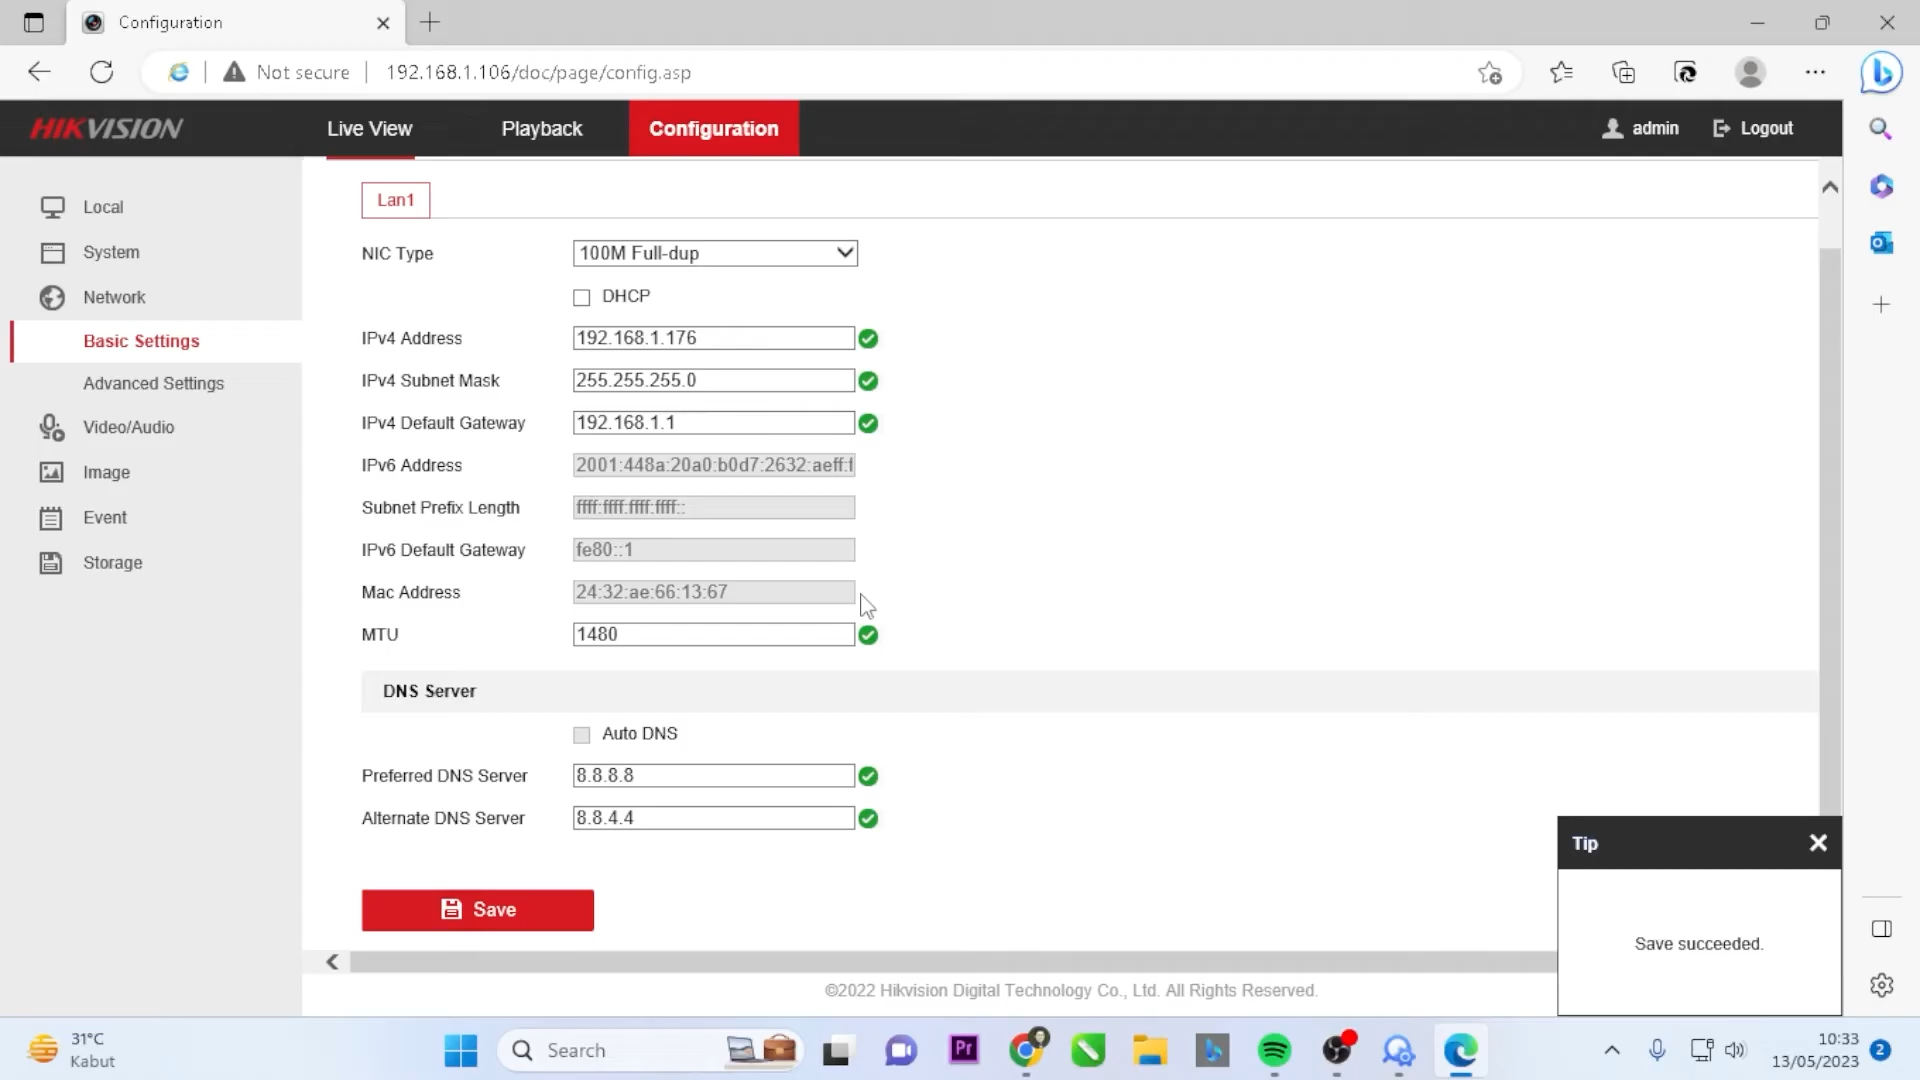 Configuration
Not secure
192.168.1.106/doc/page/config.asp
HIKVISION
Live View
Playback
Configuration
admin
Logout
Local
System
Network
Basic Settings
Advanced Settings
Video/Audio
Image
Event
Storage
Lan1
NIC Type
100M Full-dup
DHCP
IPv4 Address
192.168.1.176
IPv4 Subnet Mask
255.255.255.0
IPv4 Default Gateway
192.168.1.1
IPv6 Address
2001:448a:20a0:b0d7:2632:aeff:f
Subnet Prefix Length
ffff:ffff:ffff:ffff::
IPv6 Default Gateway
fe80::1
Mac Address
24:32:ae:66:13:67
MTU
1480
DNS Server
Auto DNS
Preferred DNS Server
8.8.8.8
Alternate DNS Server
8.8.4.4
Save
Tip
Save succeeded.
©2022 Hikvision Digital Technology Co., Ltd. All Rights Reserved.
31°C
Kabut
Search
Pr
10:33
13/05/2023
2